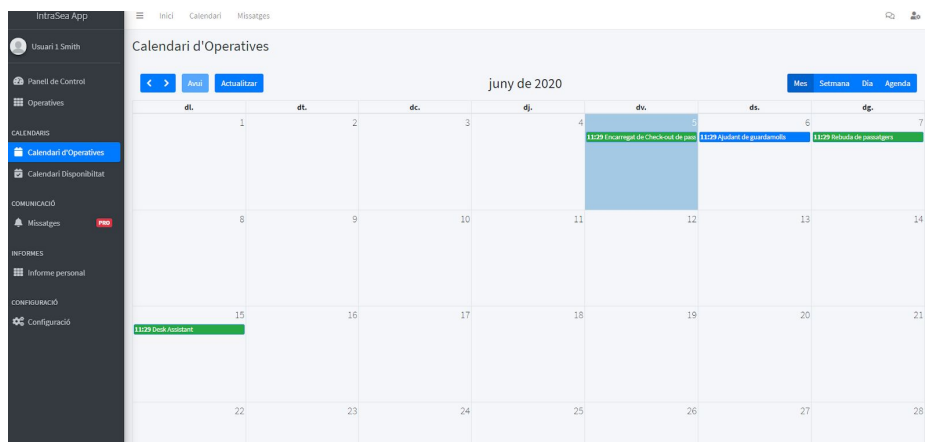 IntraSea App
Inici Calendari Missatges
Usuari 1 Smith
Panell de Control
Operatives
CALENDARIS
Calendari d'Operatives
Calendari Disponibiltat
COMUNICACIÓ
Missatges PRO
INFORMES
Informe personal
CONFIGURACIÓ
Configuració
Calendari d'Operatives
Avui Actualitzar
juny de 2020
Mes Setmana Dia Agenda
dl. dt. dc. dj. dv. ds. dg.
1 2 3 4 5 6 7
11:29 Encarregat de Check-out de pass
11:29 Ajudant de guardamolls
11:29 Rebuda de passatgers
8 9 10 11 12 13 14
15 16 17 18 19 20 21
11:29 Desk Assistant
22 23 24 25 26 27 28